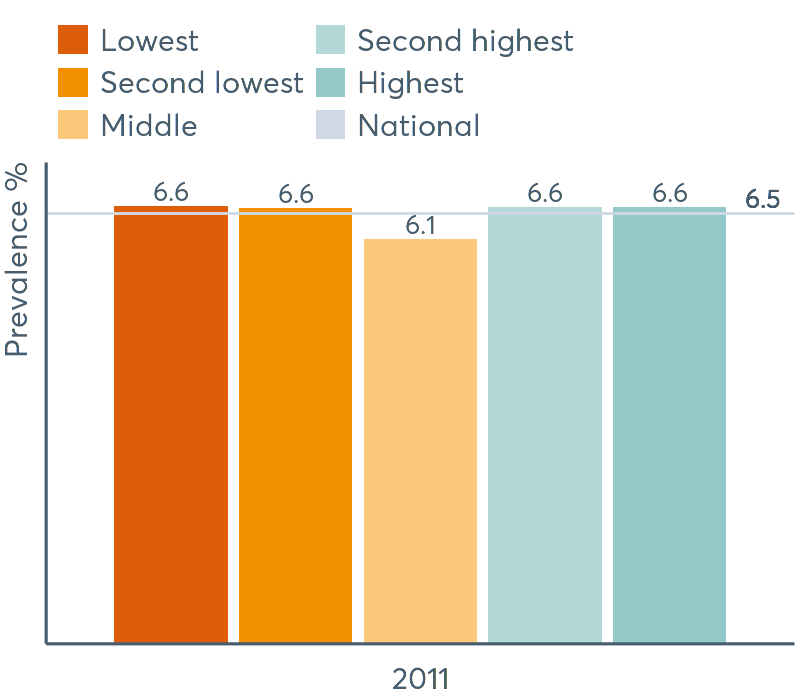 Lowest
Second lowest
Middle
Second highest
Highest
National
Prevalence %
6.6
6.6
6.1
6.6
6.6
6.5
2011